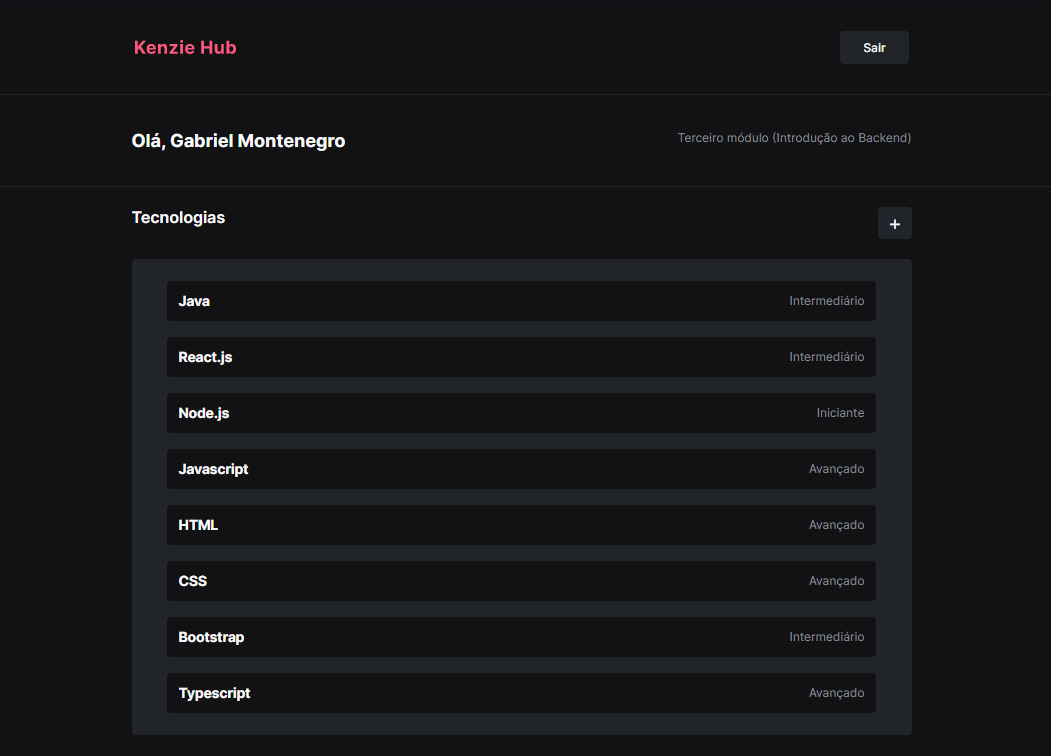 Kenzie Hub
Sair
Olá, Gabriel Montenegro
Terceiro módulo (Introdução ao Backend)
Tecnologias
+
Java
Intermediário
React.js
Intermediário
Node.js
Iniciante
Javascript
Avançado
HTML
Avançado
CSS
Avançado
Bootstrap
Intermediário
Typescript
Avançado